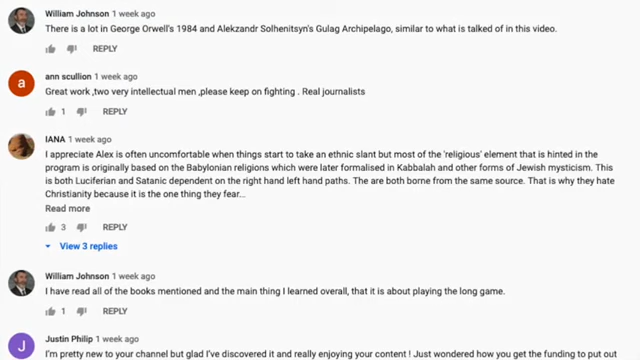 William Johnson 1 week ago
There is a lot in George Orwell's 1984 and Alekzandr Solhenitsyn's Gulag Archipelago, similar to what is talked of in this video.
REPLY
a
ann scullion 1 week ago
Great work ,two very intellectual men ,please keep on fighting . Real journalists
1 REPLY
IANA 1 week ago
I appreciate Alex is often uncomfortable when things start to take an ethnic slant but most of the 'religious' element that is hinted in the
program is originally based on the Babylonian religions which were later formalised in Kabbalah and other forms of Jewish mysticism. This
is both Luciferian and Satanic dependent on the right hand left hand paths. The are both borne from the same source. That is why they hate
Christianity because it is the one thing they fear...
Read more
3 REPLY
View 3 replies
William Johnson 1 week ago
I have read all of the books mentioned and the main thing I learned overall, that it is about playing the long game.
1 REPLY
J
Justin Philip 1 week ago
I'm pretty new to your channel but glad I've discovered it and really enjoying your content ! Just wondered how you get the funding to put out